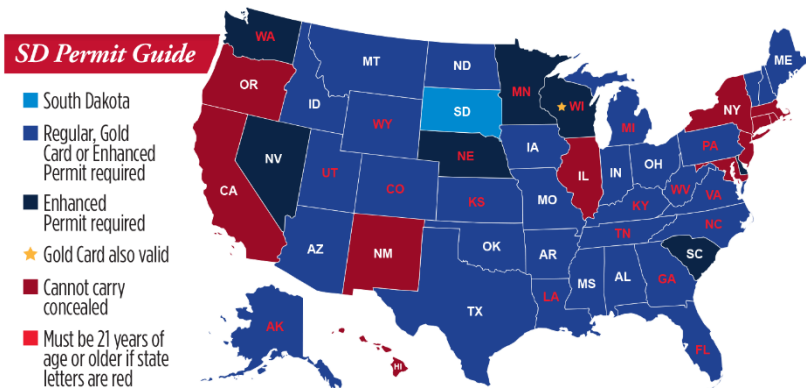 SD Permit Guide
South Dakota
Regular, Gold
Card or Enhanced
Permit required
Enhanced
Permit required
Gold Card also valid
Cannot carry
concealed
Must be 21 years of
age or older if state
letters are red
WA
MT
ND
MN
ME
OR
ID
WY
SD
WI
MI
NY
NV
UT
CO
NE
IA
IL
IN
OH
PA
CA
AZ
NM
KS
MO
KY
WV
VA
OK
AR
TN
NC
SC
TX
LA
MS
AL
GA
FL
AK
HI